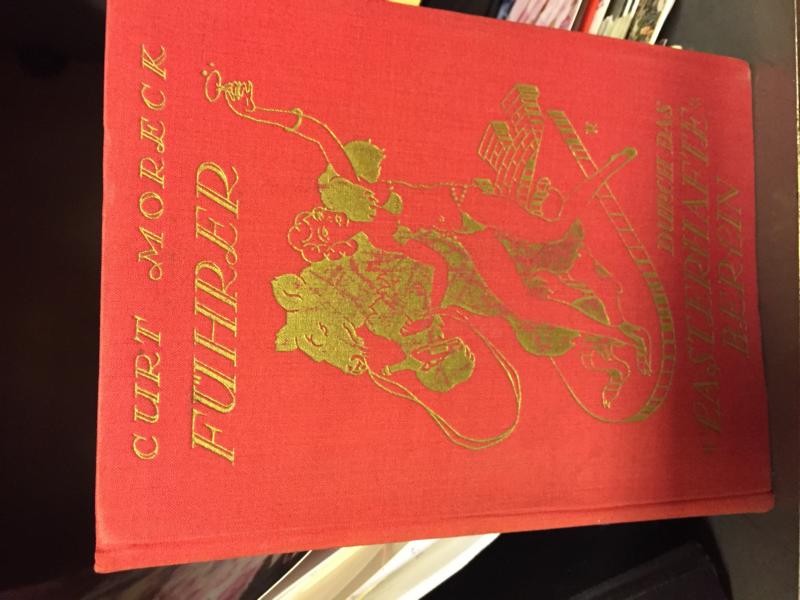 CURT MORECK
FÜHRER
DURCH DAS
"LASTERHAFTE"
BERLIN